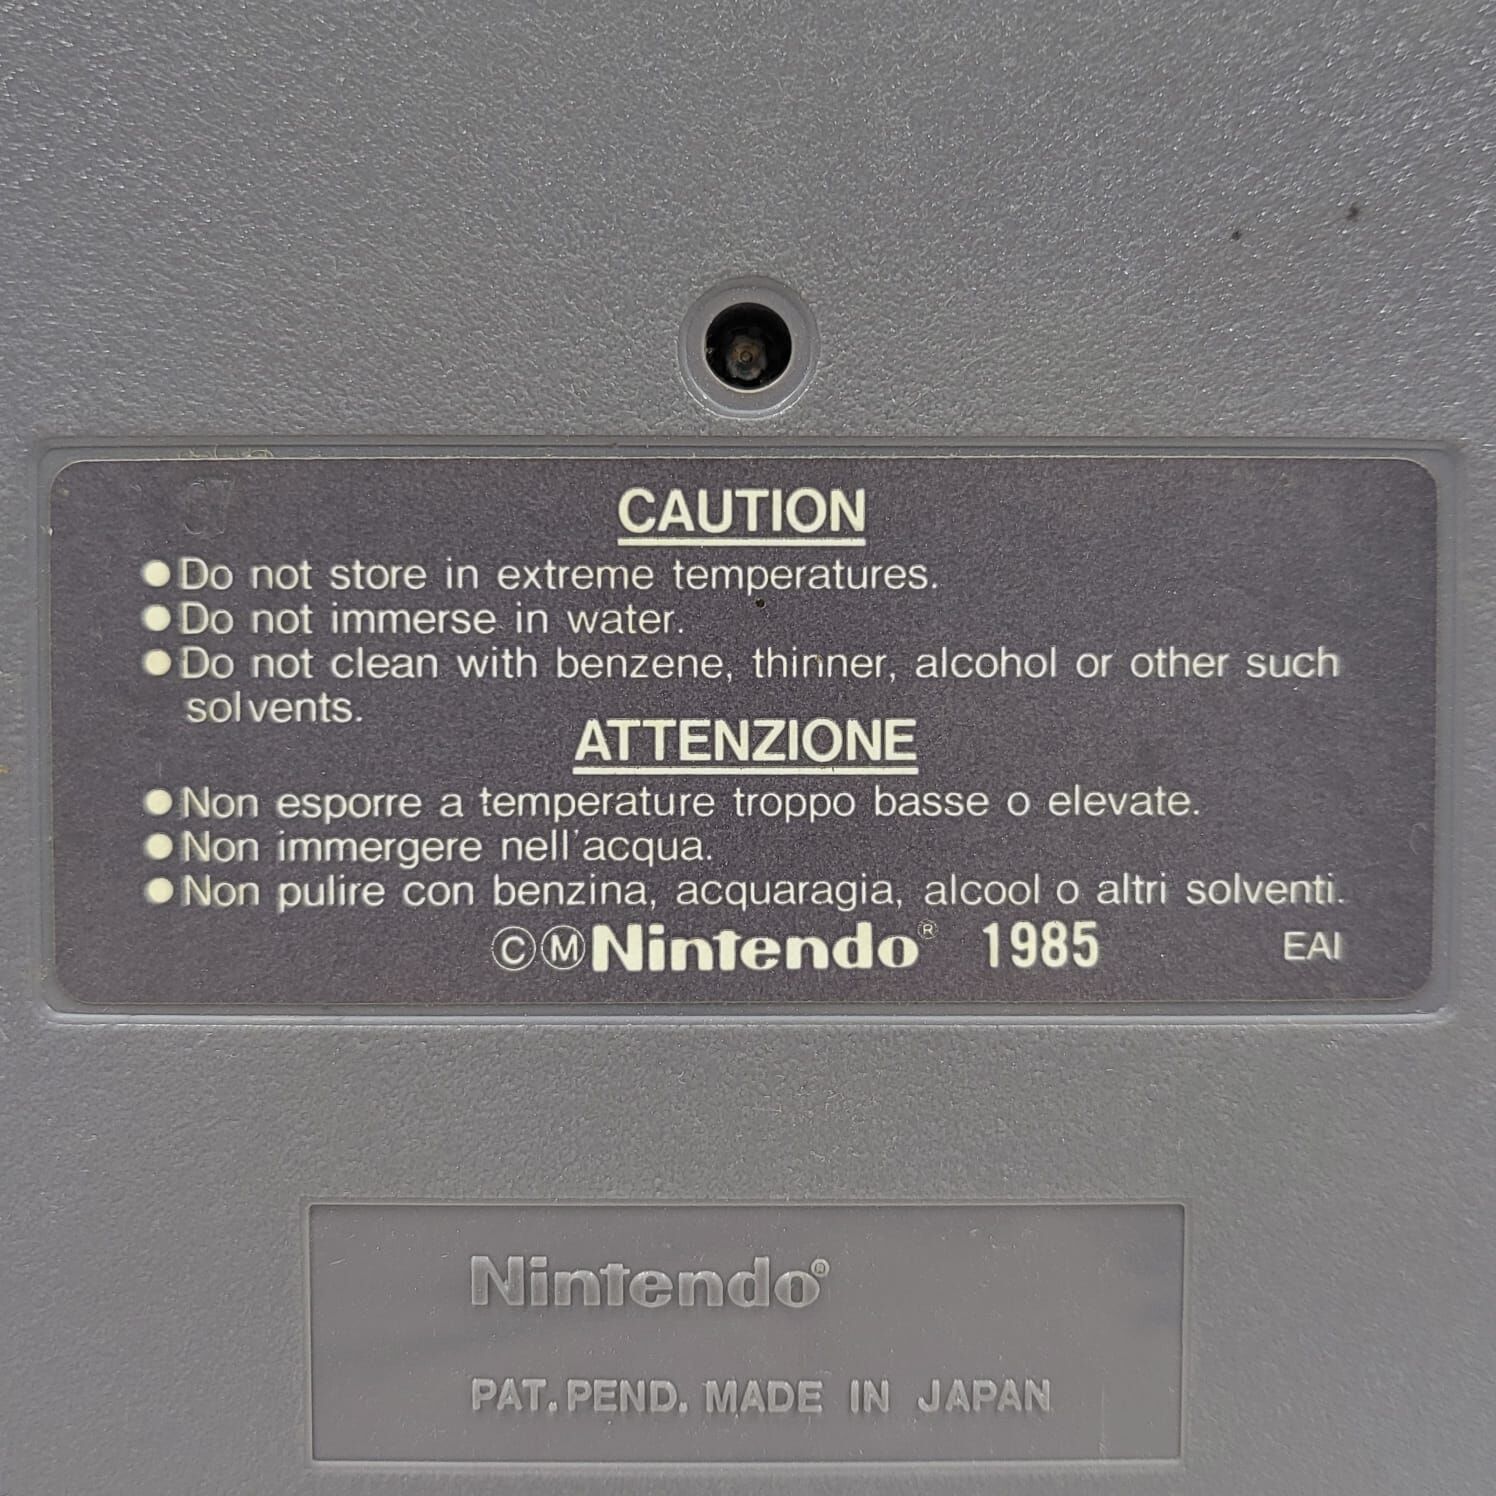 CAUTION
●Do not store in extreme temperatures.
●Do not immerse in water.
●Do not clean with benzene, thinner, alcohol or other such
solvents.
ATTENZIONE
●Non esporre a temperature troppo basse o elevate.
●Non immergere nell'acqua.
●Non pulire con benzina, acquaragia, alcool o altri solventi.
©ⓂNintendo® 1985 EAI
Nintendo®
PAT. PEND. MADE IN JAPAN